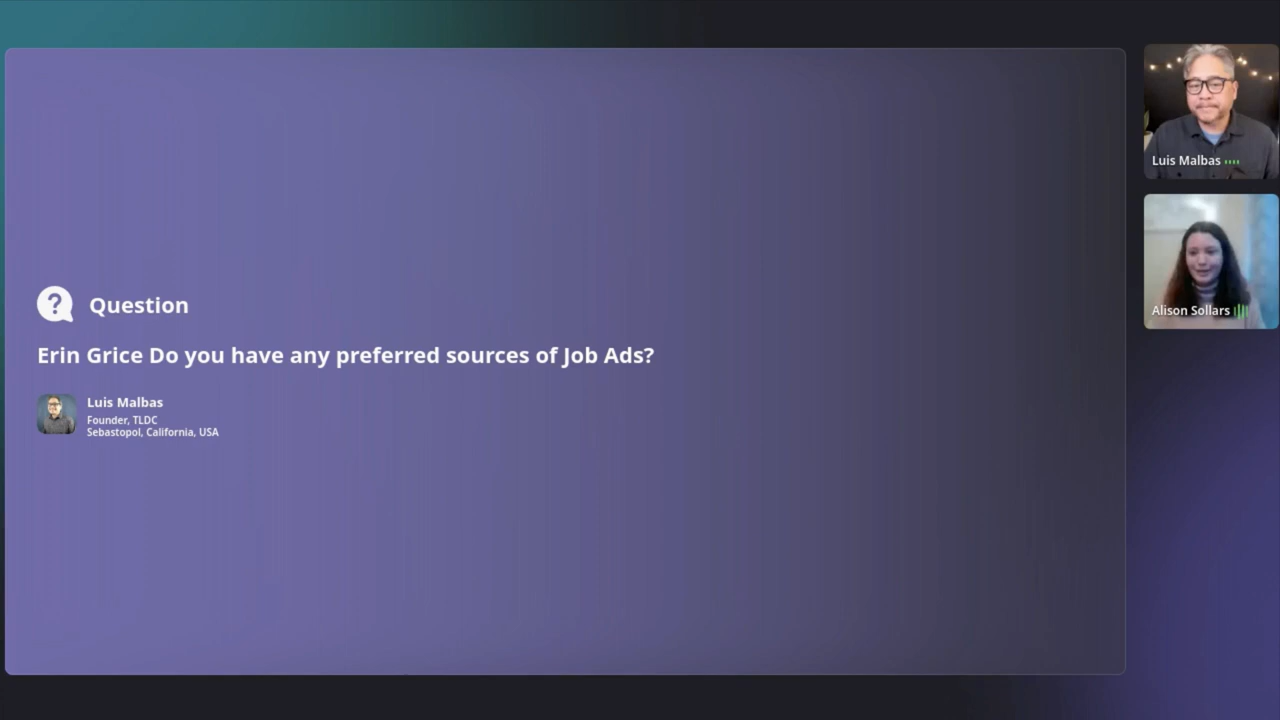 Question
Erin Grice Do you have any preferred sources of Job Ads?
Luis Malbas
Founder, TLDC
Sebastopol, California, USA
Luis Malbas
Alison Sollars